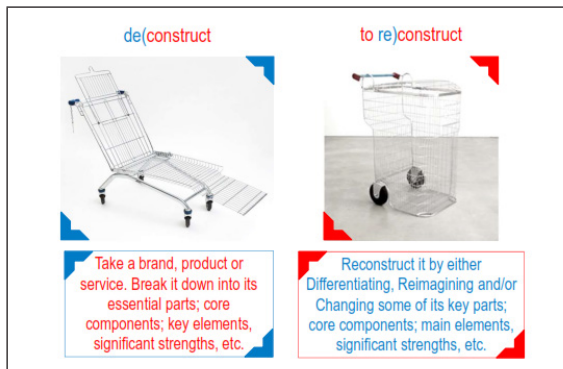 de(construct
to re)construct
Take a brand, product or
service. Break it down into its
essential parts; core
components; key elements,
significant strengths, etc.
Reconstruct it by either
Differentiating, Reimagining and/or
Changing some of its key parts;
core components; main elements,
significant strengths, etc.